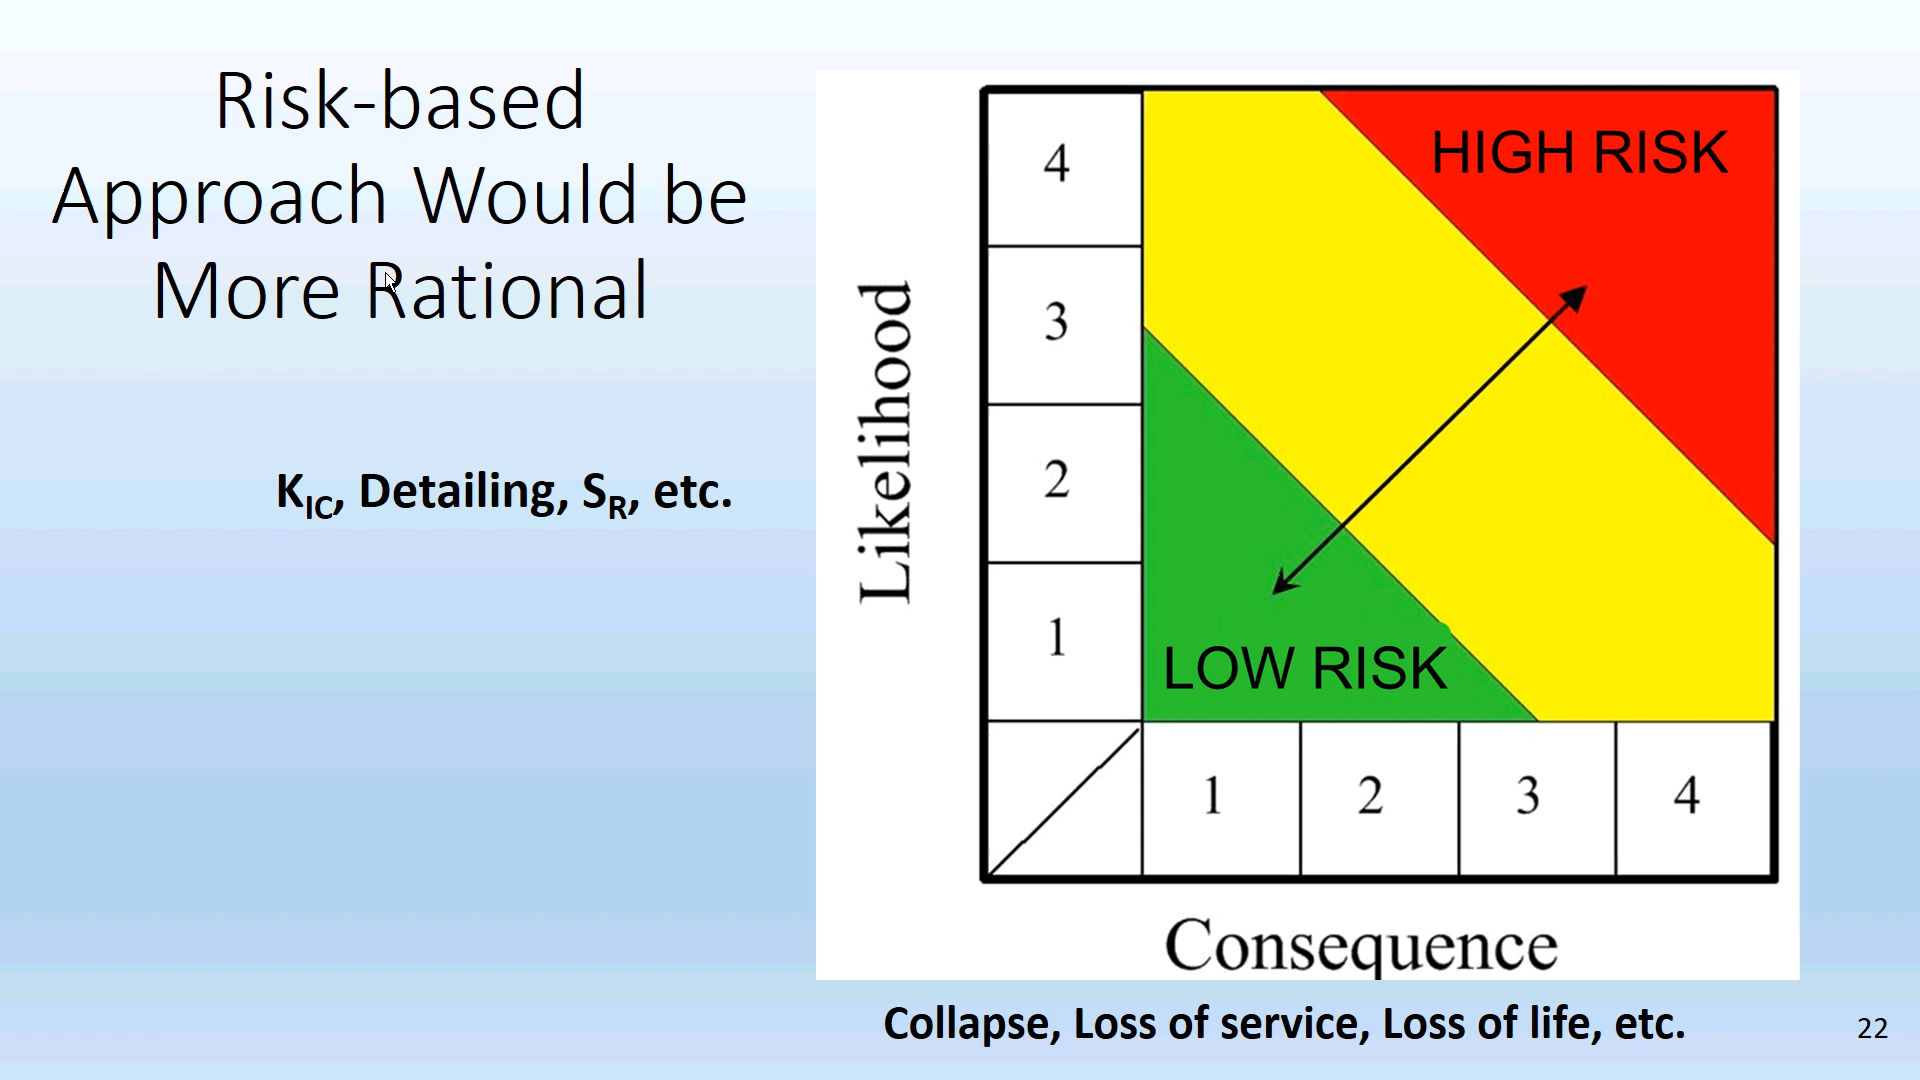 Risk-based
Approach Would be
More Rational
K_IC, Detailing, S_R, etc.
Likelihood
4
3
2
1
HIGH RISK
LOW RISK
1 2 3 4
Consequence
Collapse, Loss of service, Loss of life, etc.
22